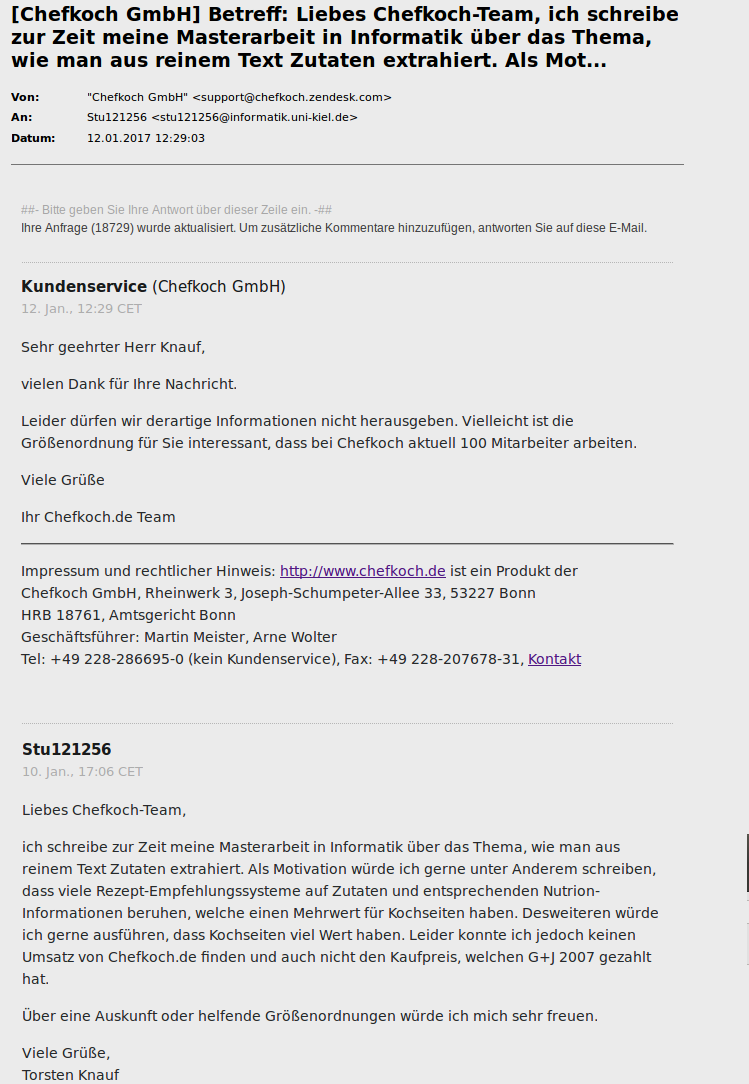 [Chefkoch GmbH] Betreff: Liebes Chefkoch-Team, ich schreibe
zur Zeit meine Masterarbeit in Informatik über das Thema,
wie man aus reinem Text Zutaten extrahiert. Als Mot...
Von: "Chefkoch GmbH" <support@chefkoch.zendesk.com>
An: Stu121256 <stu121256@informatik.uni-kiel.de>
Datum: 12.01.2017 12:29:03
##- Bitte geben Sie Ihre Antwort über dieser Zeile ein. -##
Ihre Anfrage (18729) wurde aktualisiert. Um zusätzliche Kommentare hinzuzufügen, antworten Sie auf diese E-Mail.
Kundenservice (Chefkoch GmbH)
12. Jan., 12:29 CET
Sehr geehrter Herr Knauf,
vielen Dank für Ihre Nachricht.
Leider dürfen wir derartige Informationen nicht herausgeben. Vielleicht ist die
Größenordnung für Sie interessant, dass bei Chefkoch aktuell 100 Mitarbeiter arbeiten.
Viele Grüße
Ihr Chefkoch.de Team
Impressum und rechtlicher Hinweis: http://www.chefkoch.de ist ein Produkt der
Chefkoch GmbH, Rheinwerk 3, Joseph-Schumpeter-Allee 33, 53227 Bonn
HRB 18761, Amtsgericht Bonn
Geschäftsführer: Martin Meister, Arne Wolter
Tel: +49 228-286695-0 (kein Kundenservice), Fax: +49 228-207678-31, Kontakt
Stu121256
10. Jan., 17:06 CET
Liebes Chefkoch-Team,
ich schreibe zur Zeit meine Masterarbeit in Informatik über das Thema, wie man aus
reinem Text Zutaten extrahiert. Als Motivation würde ich gerne unter Anderem schreiben,
dass viele Rezept-Empfehlungssysteme auf Zutaten und entsprechenden Nutrion-
Informationen beruhen, welche einen Mehrwert für Kochseiten haben. Desweiteren würde
ich gerne ausführen, dass Kochseiten viel Wert haben. Leider konnte ich jedoch keinen
Umsatz von Chefkoch.de finden und auch nicht den Kaufpreis, welchen G+J 2007 gezahlt
hat.
Über eine Auskunft oder helfende Größenordnungen würde ich mich sehr freuen.
Viele Grüße,
Torsten Knauf